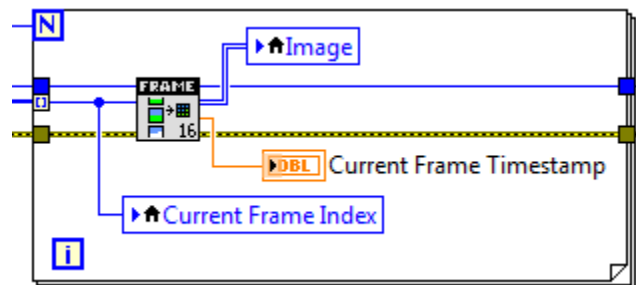 N
Image
FRAME
[]
16
DBL Current Frame Timestamp
Current Frame Index
i